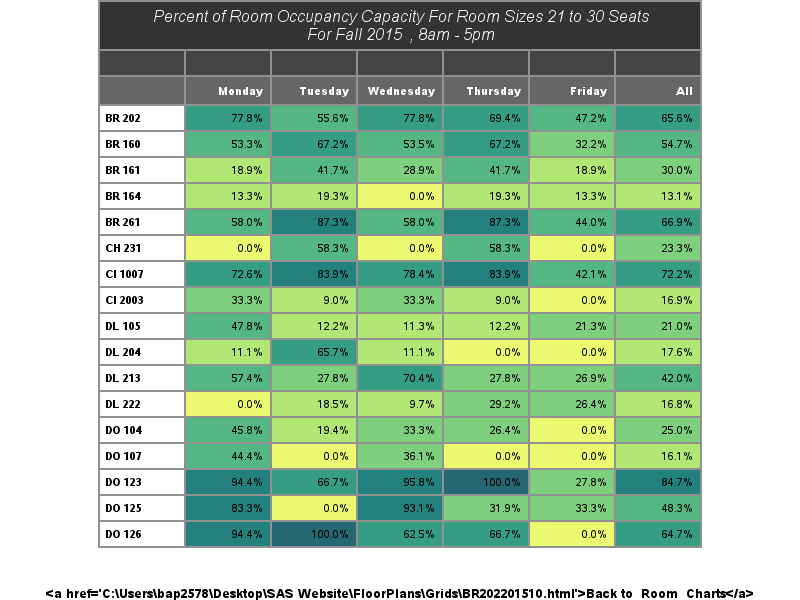 Percent of Room Occupancy Capacity For Room Sizes 21 to 30 Seats
For Fall 2015 , 8am - 5pm
Monday Tuesday Wednesday Thursday Friday All
BR 202 77.8% 55.6% 77.8% 69.4% 47.2% 65.6%
BR 160 53.3% 67.2% 53.5% 67.2% 32.2% 54.7%
BR 161 18.9% 41.7% 28.9% 41.7% 18.9% 30.0%
BR 164 13.3% 19.3% 0.0% 19.3% 13.3% 13.1%
BR 261 58.0% 87.3% 58.0% 87.3% 44.0% 66.9%
CH 231 0.0% 58.3% 0.0% 58.3% 0.0% 23.3%
CI 1007 72.6% 83.9% 78.4% 83.9% 42.1% 72.2%
CI 2003 33.3% 9.0% 33.3% 9.0% 0.0% 16.9%
DL 105 47.8% 12.2% 11.3% 12.2% 21.3% 21.0%
DL 204 11.1% 65.7% 11.1% 0.0% 0.0% 17.6%
DL 213 57.4% 27.8% 70.4% 27.8% 26.9% 42.0%
DL 222 0.0% 18.5% 9.7% 29.2% 26.4% 16.8%
DO 104 45.8% 19.4% 33.3% 26.4% 0.0% 25.0%
DO 107 44.4% 0.0% 36.1% 0.0% 0.0% 16.1%
DO 123 94.4% 66.7% 95.8% 100.0% 27.8% 84.7%
DO 125 83.3% 0.0% 93.1% 31.9% 33.3% 48.3%
DO 126 94.4% 100.0% 62.5% 66.7% 0.0% 64.7%
<a href='C:\Users\bap2578\Desktop\SAS Website\FloorPlans\Grids\BR202201510.html'>Back to Room Charts</a>